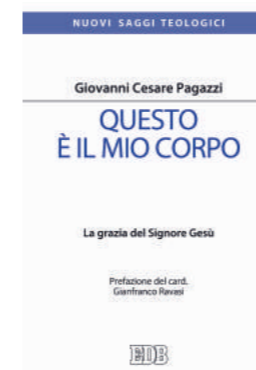 NUOVI SAGGI TEOLOGICI
Giovanni Cesare Pagazzi
QUESTO
È IL MIO CORPO
La grazia del Signore Gesù
Prefazione del card.
Gianfranco Ravasi
EDB